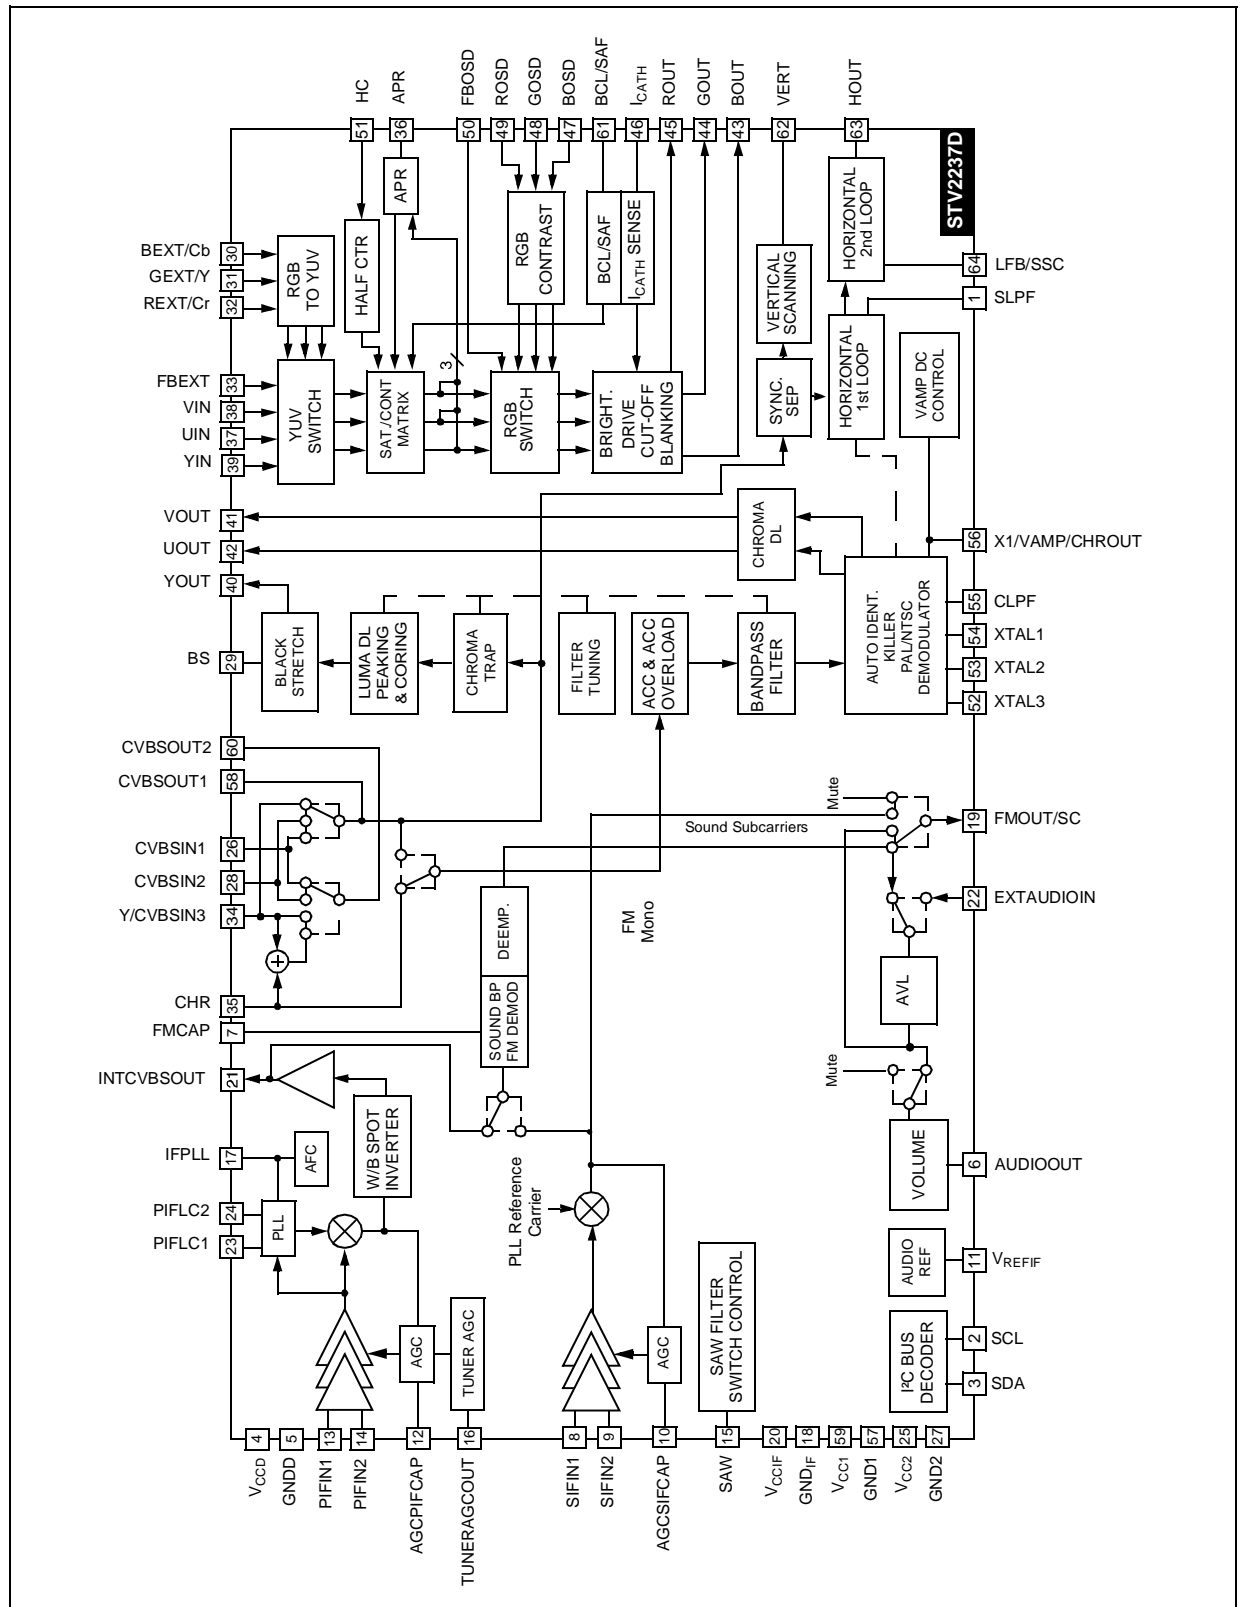 HC
APR
FBOSD
ROSD
GOSD
BOSD
BCL/SAF
ICATH
ROUT
GOUT
BOUT
VERT
HOUT
51
36
50
49
48
47
61
46
45
44
43
62
63
STV2237D
BEXT/Cb
30
GEXT/Y
31
REXT/Cr
32
RGB
TO YUV
HALF CTR
APR
RGB
CONTRAST
BCL/SAF
ICATH SENSE
VERTICAL
SCANNING
HORIZONTAL
2nd LOOP
64
LFB/SSC
1
SLPF
FBEXT
33
VIN
38
UIN
37
YIN
39
YUV
SWITCH
SAT./CONT
MATRIX
3
RGB
SWITCH
BRIGHT.
DRIVE
CUT-OFF
BLANKING
SYNC.
SEP
HORIZONTAL
1st LOOP
VAMP DC
CONTROL
VOUT
41
UOUT
42
YOUT
40
CHROMA
DL
56
X1/VAMP/CHROUT
BS
29
BLACK
STRETCH
LUMA DL
PEAKING
& CORING
CHROMA
TRAP
FILTER
TUNING
ACC & ACC
OVERLOAD
BANDPASS
FILTER
AUTO IDENT.
KILLER
PAL/NTSC
DEMODULATOR
55
CLPF
54
XTAL1
53
XTAL2
52
XTAL3
CVBSOUT2
60
CVBSOUT1
58
CVBSIN1
26
CVBSIN2
28
Y/CVBSIN3
34
+
CHR
35
FMCAP
7
Mute
Sound Subcarriers
19
FMOUT/SC
22
EXTAUDIOIN
DEEMP.
SOUND BP
FM DEMOD
FM
Mono
AVL
Mute
INTCVBSOUT
21
IFPLL
17
PIFLC2
24
PIFLC1
23
AFC
PLL
W/B SPOT
INVERTER
PLL Reference
Carrier
VOLUME
6
AUDIOOUT
AUDIO
REF
11
VREFIF
AGC
TUNER AGC
AGC
SAW FILTER
SWITCH CONTROL
I²C BUS
DECODER
2
SCL
3
SDA
4
5
13
14
12
16
8
9
10
15
20
18
59
57
25
27
VCCD
GNDD
PIFIN1
PIFIN2
AGCPIFCAP
TUNERAGCOUT
SIFIN1
SIFIN2
AGCSIFCAP
SAW
VCCIF
GNDIF
VCC1
GND1
VCC2
GND2